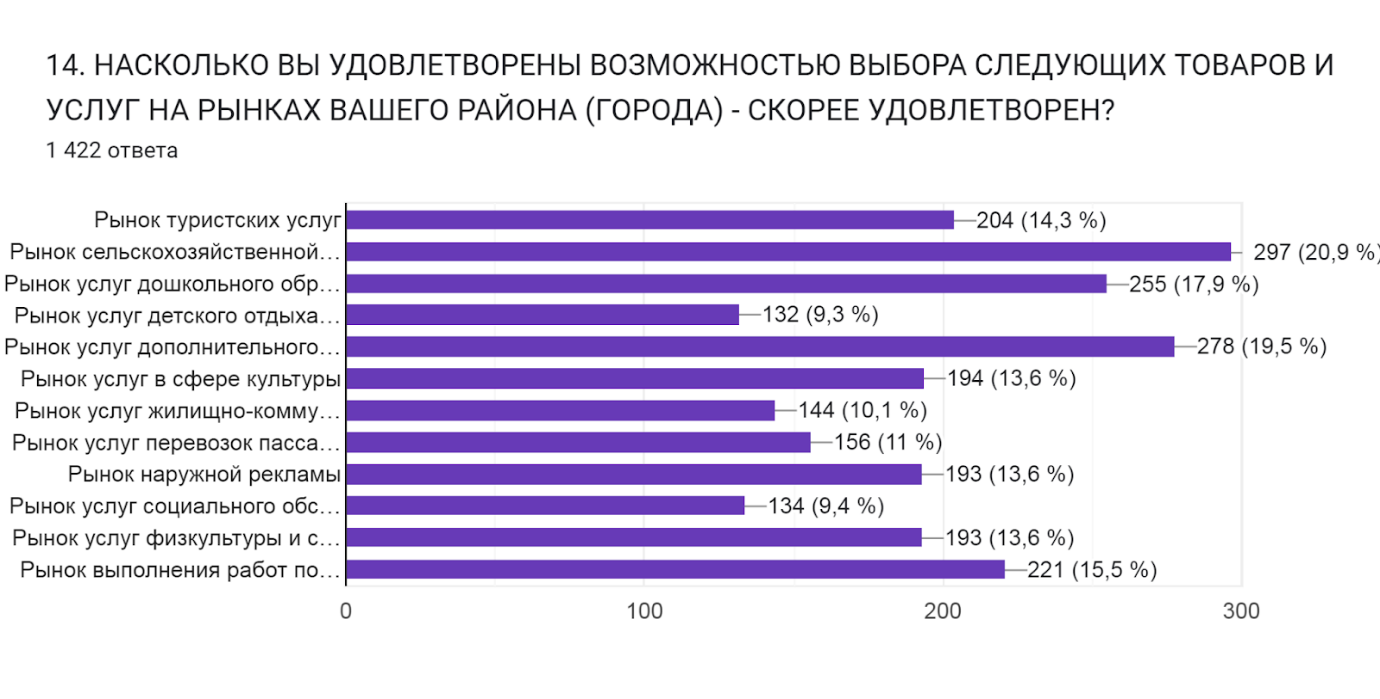 14. НАСКОЛЬКО ВЫ УДОВЛЕТВОРЕНЫ ВОЗМОЖНОСТЬЮ ВЫБОРА СЛЕДУЮЩИХ ТОВАРОВ И
УСЛУГ НА РЫНКАХ ВАШЕГО РАЙОНА (ГОРОДА) - СКОРЕЕ УДОВЛЕТВОРЕН?
1 422 ответа
Рынок туристских услуг 204 (14,3 %)
Рынок сельскохозяйственной… 297 (20,9 %)
Рынок услуг дошкольного обр… 255 (17,9 %)
Рынок услуг детского отдыха… 132 (9,3 %)
Рынок услуг дополнительного… 278 (19,5 %)
Рынок услуг в сфере культуры 194 (13,6 %)
Рынок услуг жилищно-комму… 144 (10,1 %)
Рынок услуг перевозок пасса… 156 (11 %)
Рынок наружной рекламы 193 (13,6 %)
Рынок услуг социального обс… 134 (9,4 %)
Рынок услуг физкультуры и с… 193 (13,6 %)
Рынок выполнения работ по… 221 (15,5 %)
0 100 200 300